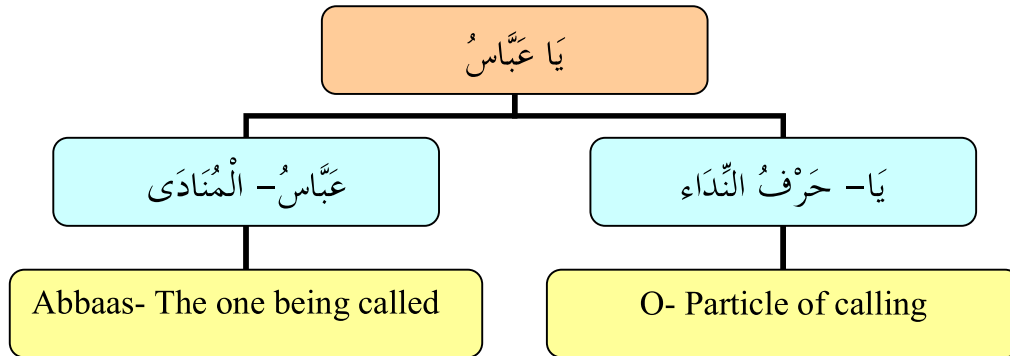 يَا عَبَّاسُ
يَا– حَرْفُ النِّدَاء
عَبَّاسُ– الْمُنَادَى
O- Particle of calling
Abbaas- The one being called